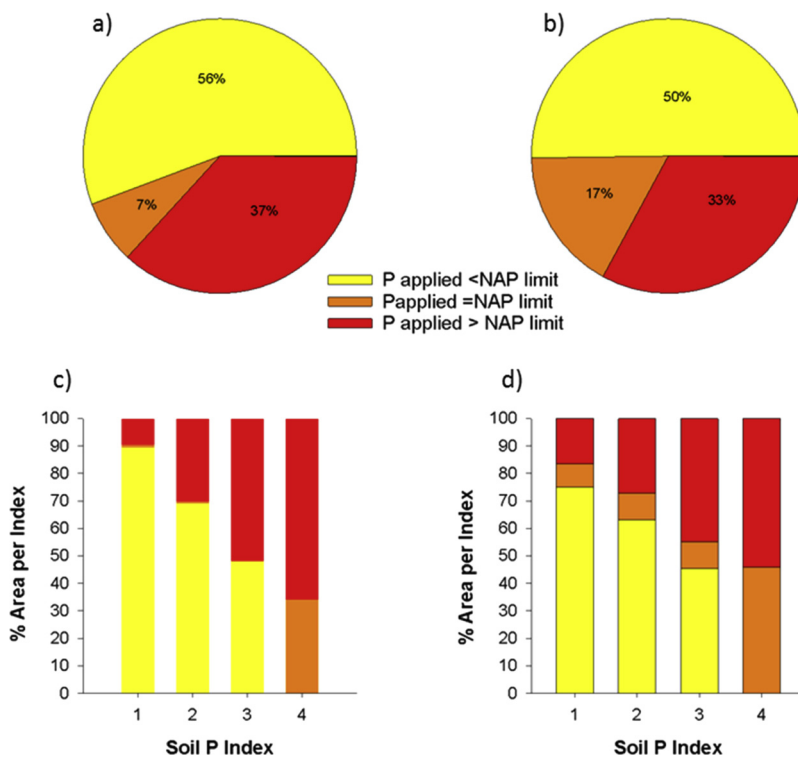 a)
56%
7%
37%
b)
50%
17%
33%
P applied <NAP limit
Papplied =NAP limit
P applied > NAP limit
c)
% Area per Index
100
90
80
70
60
50
40
30
20
10
0
1 2 3 4
Soil P Index
d)
% Area per Index
100
90
80
70
60
50
40
30
20
10
0
1 2 3 4
Soil P Index